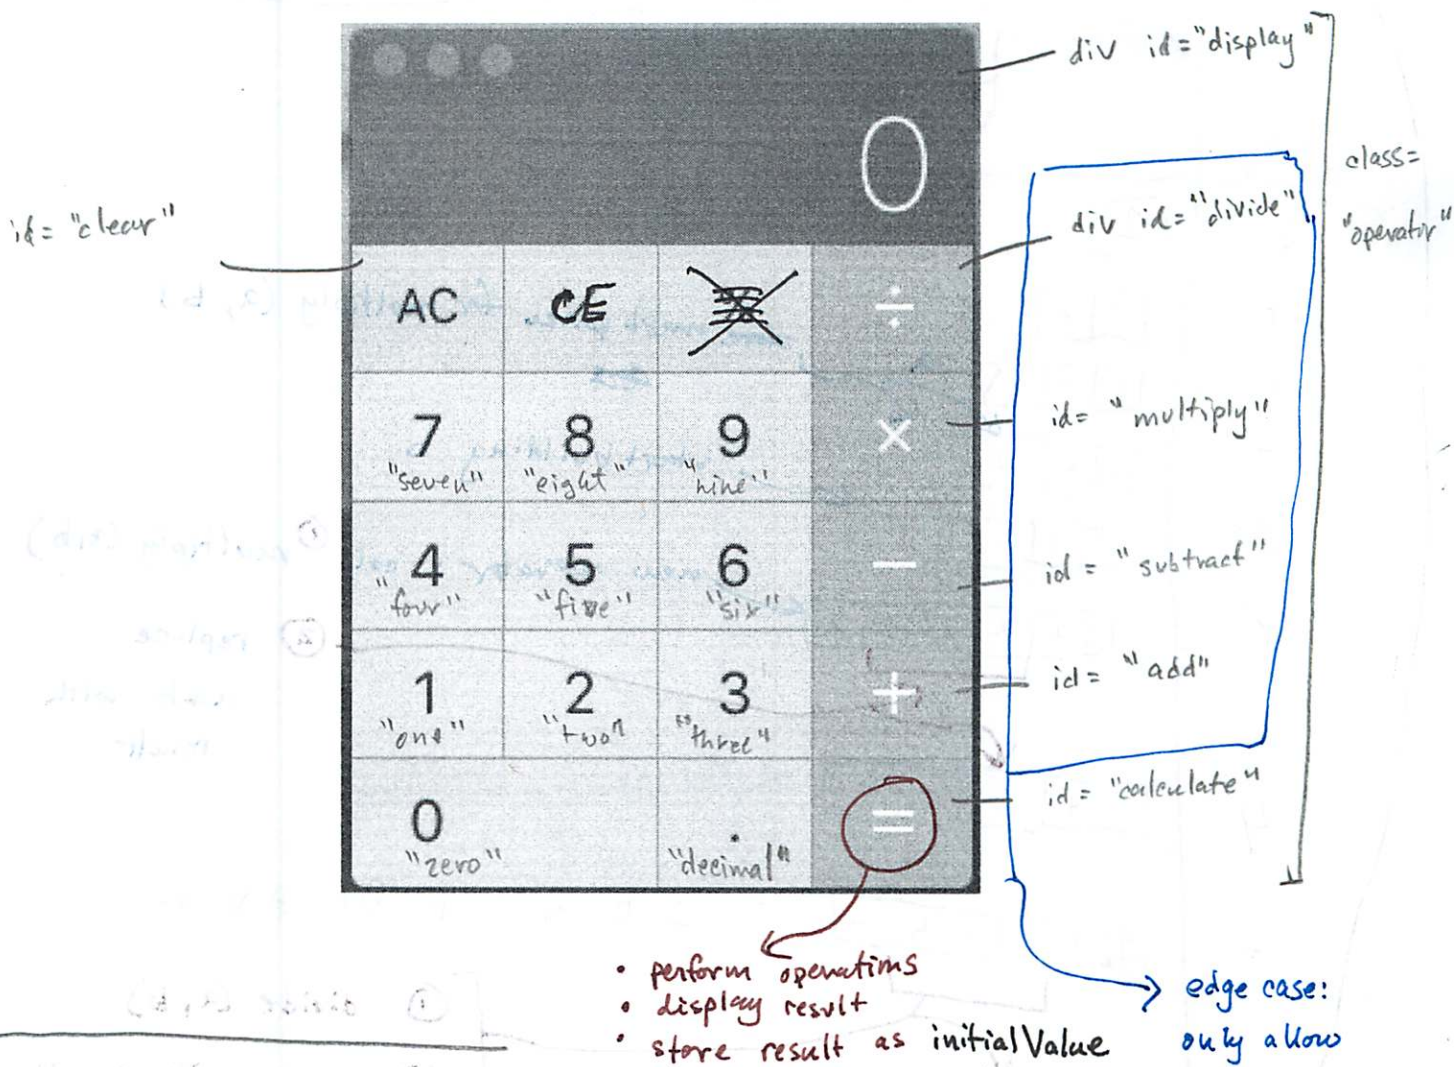 div id="display"
0
class=
"operator"
div id="divide"
id="clear"
AC CE ÷
id="multiply"
7 8 9 ×
"seven" "eight" "nine"
id="subtract"
4 5 6 −
"four" "five" "six"
id="add"
1 2 3 +
"one" "two" "three"
id="calculate"
0 . =
"zero" "decimal"
• perform operations
• display result
• store result as initialValue
edge case:
only allow